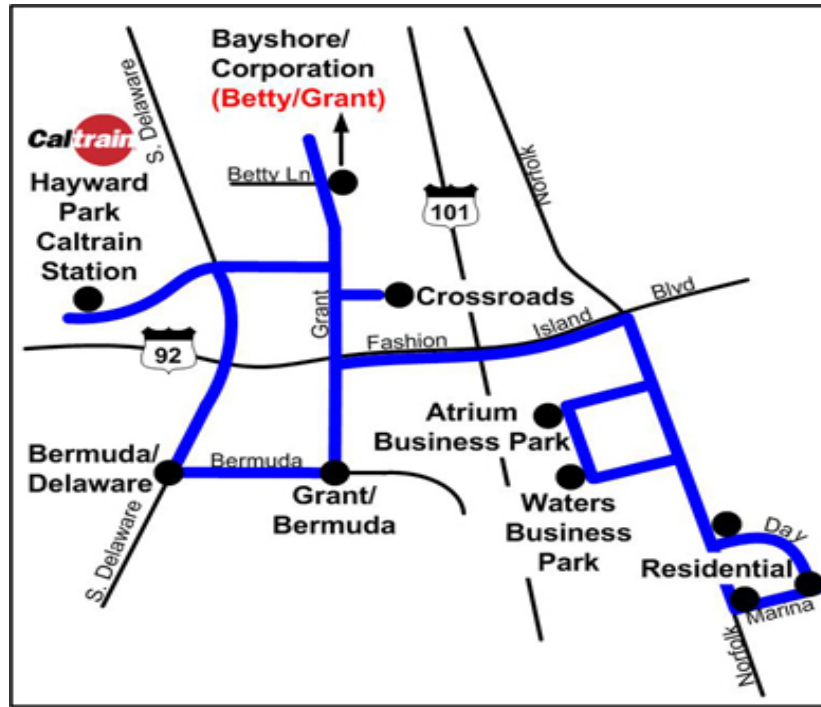 Bayshore/
Corporation
(Betty/Grant)
S. Delaware
Caltrain
Hayward
Park
Caltrain
Station
Betty Ln
Norfolk
101
Crossroads
Grant
Blvd
Island
Fashion
92
Atrium
Business Park
Bermuda/
Delaware
Bermuda
Grant/
Bermuda
Waters
Business
Park
Day
Residential
Marina
S. Delaware
Norfolk